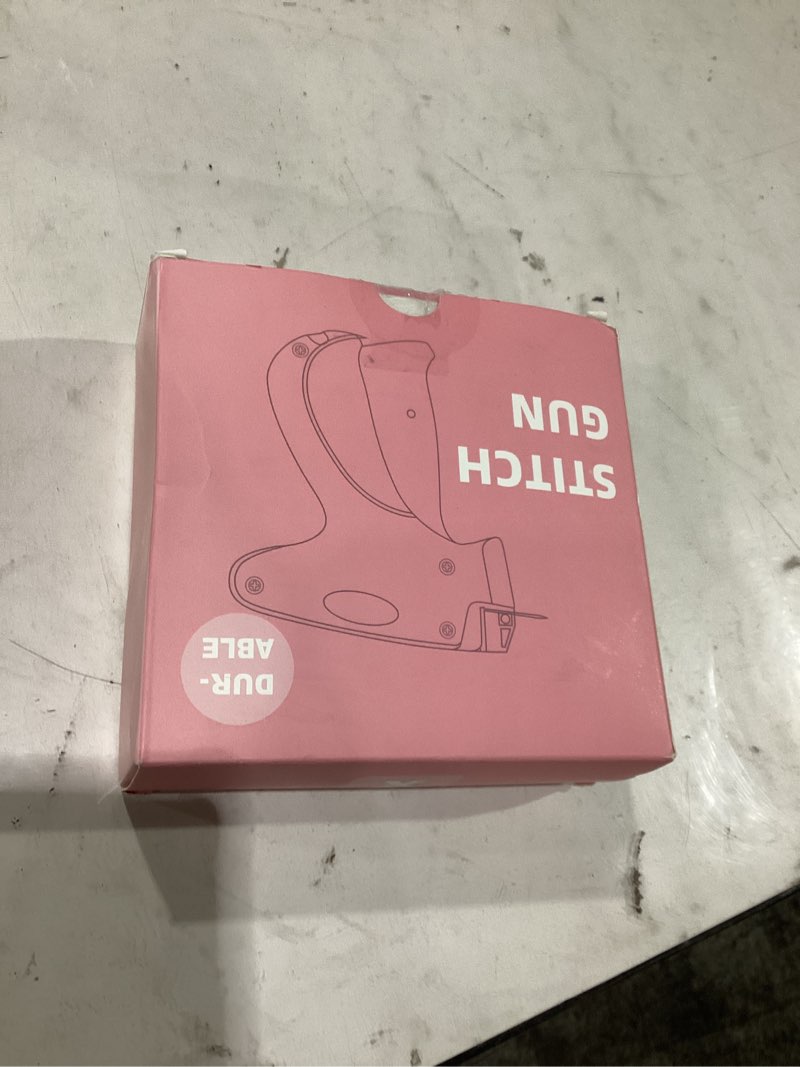 STITCH
GUN
DUR-
ABLE